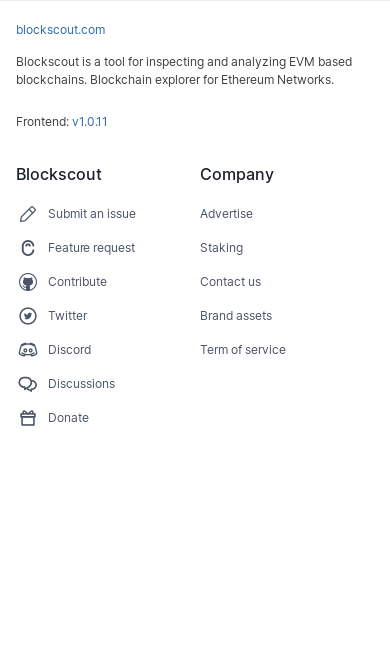 blockscout.com
Blockscout is a tool for inspecting and analyzing EVM based
blockchains. Blockchain explorer for Ethereum Networks.
Frontend: v1.0.11
Blockscout
Submit an issue
Feature request
Contribute
Twitter
Discord
Discussions
Donate
Company
Advertise
Staking
Contact us
Brand assets
Term of service